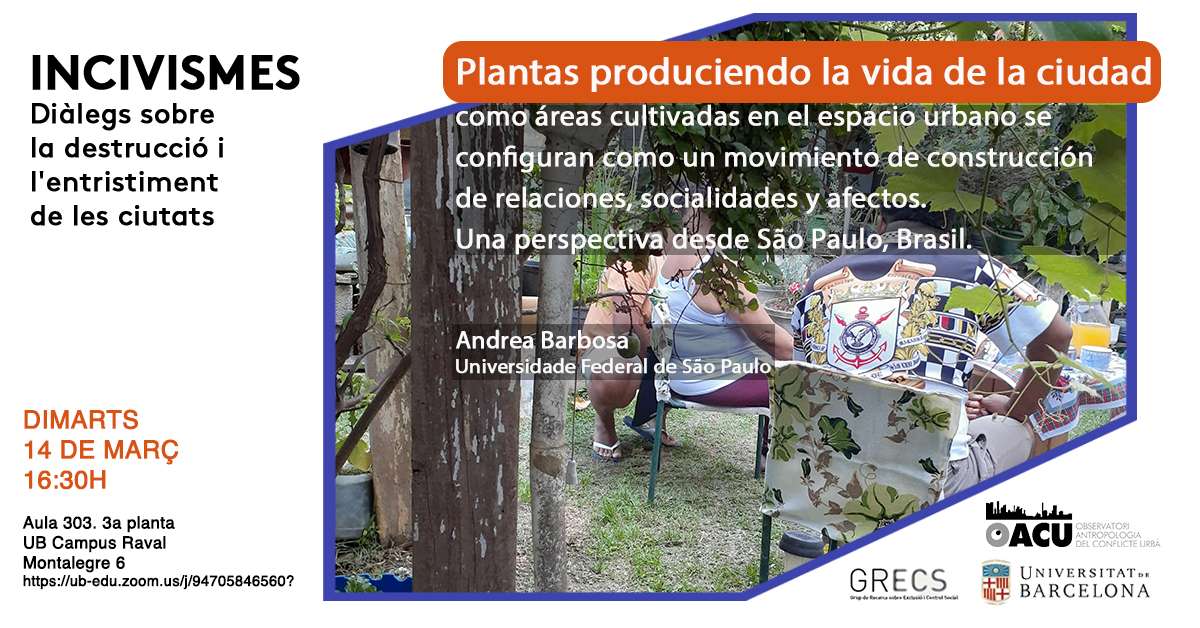 INCIVISMES
Diàlegs sobre
la destrucció i
l'entristiment
de les ciutats
Plantas produciendo la vida de la ciudad
como áreas cultivadas en el espacio urbano se
configuran como un movimiento de construcción
de relaciones, socialidades y afectos.
Una perspectiva desde São Paulo, Brasil.
Andrea Barbosa
Universidade Federal de São Paulo
DIMARTS
14 DE MARÇ
16:30H
Aula 303. 3a planta
UB Campus Raval
Montalegre 6
https://ub-edu.zoom.us/j/94705846560?
OACU
OBSERVATORI
ANTROPOLOGIA
DEL CONFLICTE URBÀ
GRECS
Grup de Recerca sobre Exclusió i Control Social
UNIVERSITAT DE
BARCELONA